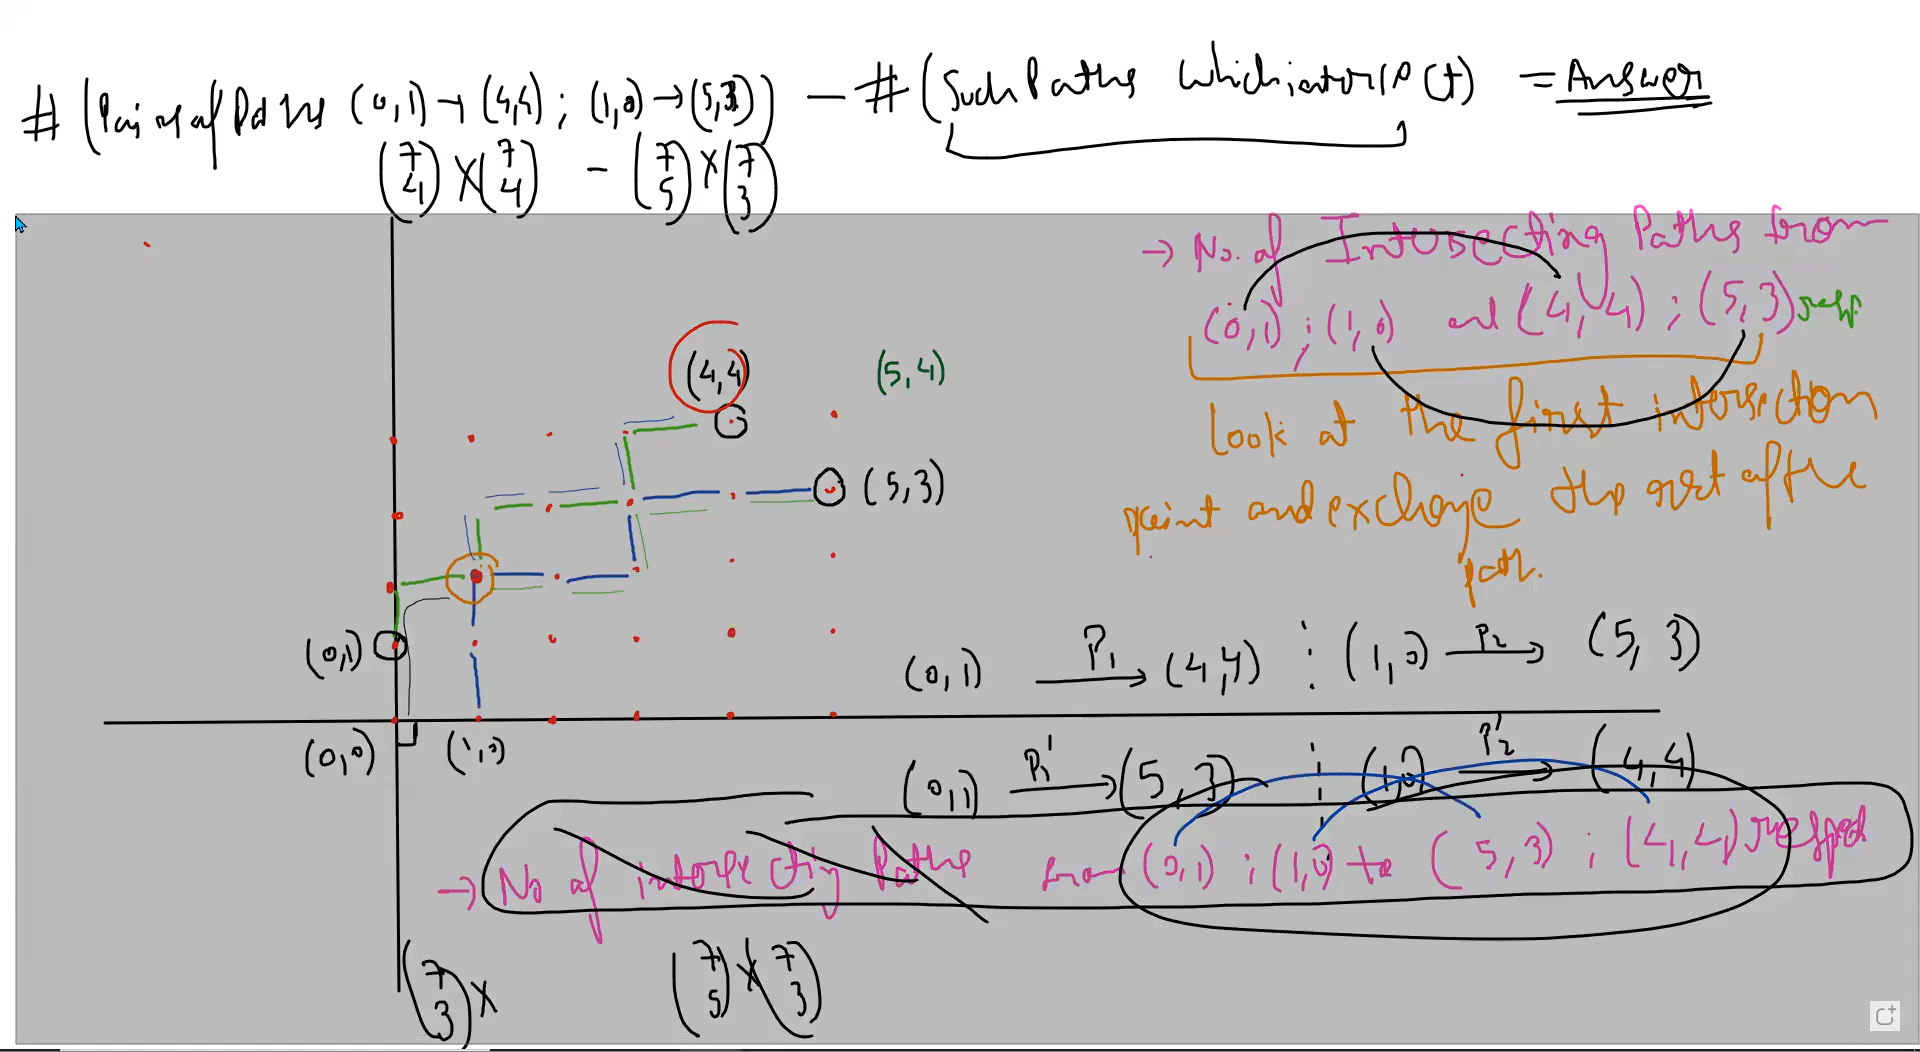 # (Pairs of Paths (0,1) → (4,4) ; (1,0) → (5,3)) - # (Such Paths which intersect) = Answer
(7 4) × (7 4) - (7 5) × (7 3)
→ No. of Intersecting Paths from
(0,1) ; (1,0) and (4,4) ; (5,3) resp.
Look at the first intersection
point and exchange the rest of the
path.
(4,4)
(5,4)
(5,3)
(0,1)
(0,0)
(1,0)
(0,1) P1 → (4,4) ; (1,0) P2 → (5,3)
(0,1) P1' → (5,3) ; (1,0) P2' → (4,4)
→ No of intersecting Paths from (0,1) ; (1,0) to (5,3) ; (4,4) respect
(7 3) ×
(7 5) × (7 3)